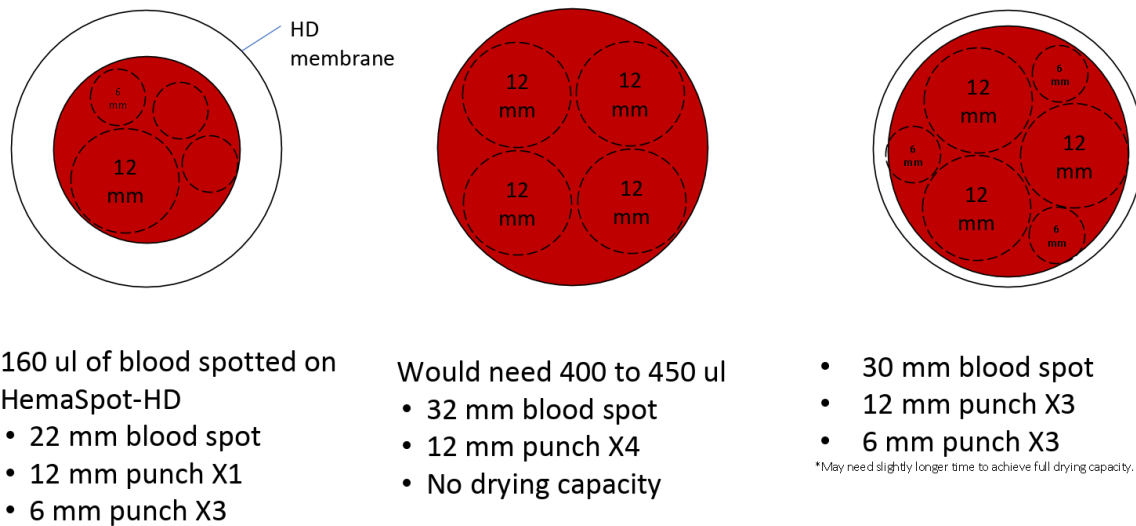 HD
membrane
6
mm
12
mm
12
mm
12
mm
12
mm
12
mm
12
mm
6
mm
6
mm
12
mm
12
mm
6
mm
160 ul of blood spotted on
HemaSpot-HD
• 22 mm blood spot
• 12 mm punch X1
• 6 mm punch X3
Would need 400 to 450 ul
• 32 mm blood spot
• 12 mm punch X4
• No drying capacity
• 30 mm blood spot
• 12 mm punch X3
• 6 mm punch X3
*May need slightly longer time to achieve full drying capacity.